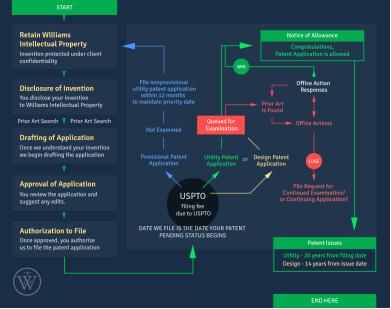 START
Retain Williams
Intellectual Property
Invention protected under client
confidentiality
Disclosure of Invention
You disclose your invention
to Williams Intellectual Property
Prior Art Search
Prior Art Search
Drafting of Application
Once we understand your invention
we begin drafting the application
Approval of Application
You review the application and
suggest any edits.
Authorization to File
Once approved, you authorize
us to file the patent application
W
File nonprovisional
utility patent application
within 12 months
to maintain priority date
Not Examined
Provisional Patent
Application
Queued for
Examination
Utility Patent
Application
or
Design Patent
Application
USPTO
filing fee
due to USPTO
DATE WE FILE IS THE DATE YOUR PATENT
PENDING STATUS BEGINS
Notice of Allowance
Congratulations,
Patent Application is allowed
WIN
Office Action
Responses
Prior Art
is Found
Office Actions
LOSE
File Request for
Continued Examination?
or Continuing Application?
Patent Issues
Utility - 20 years from filing date
Design - 14 years from issue date
END HERE